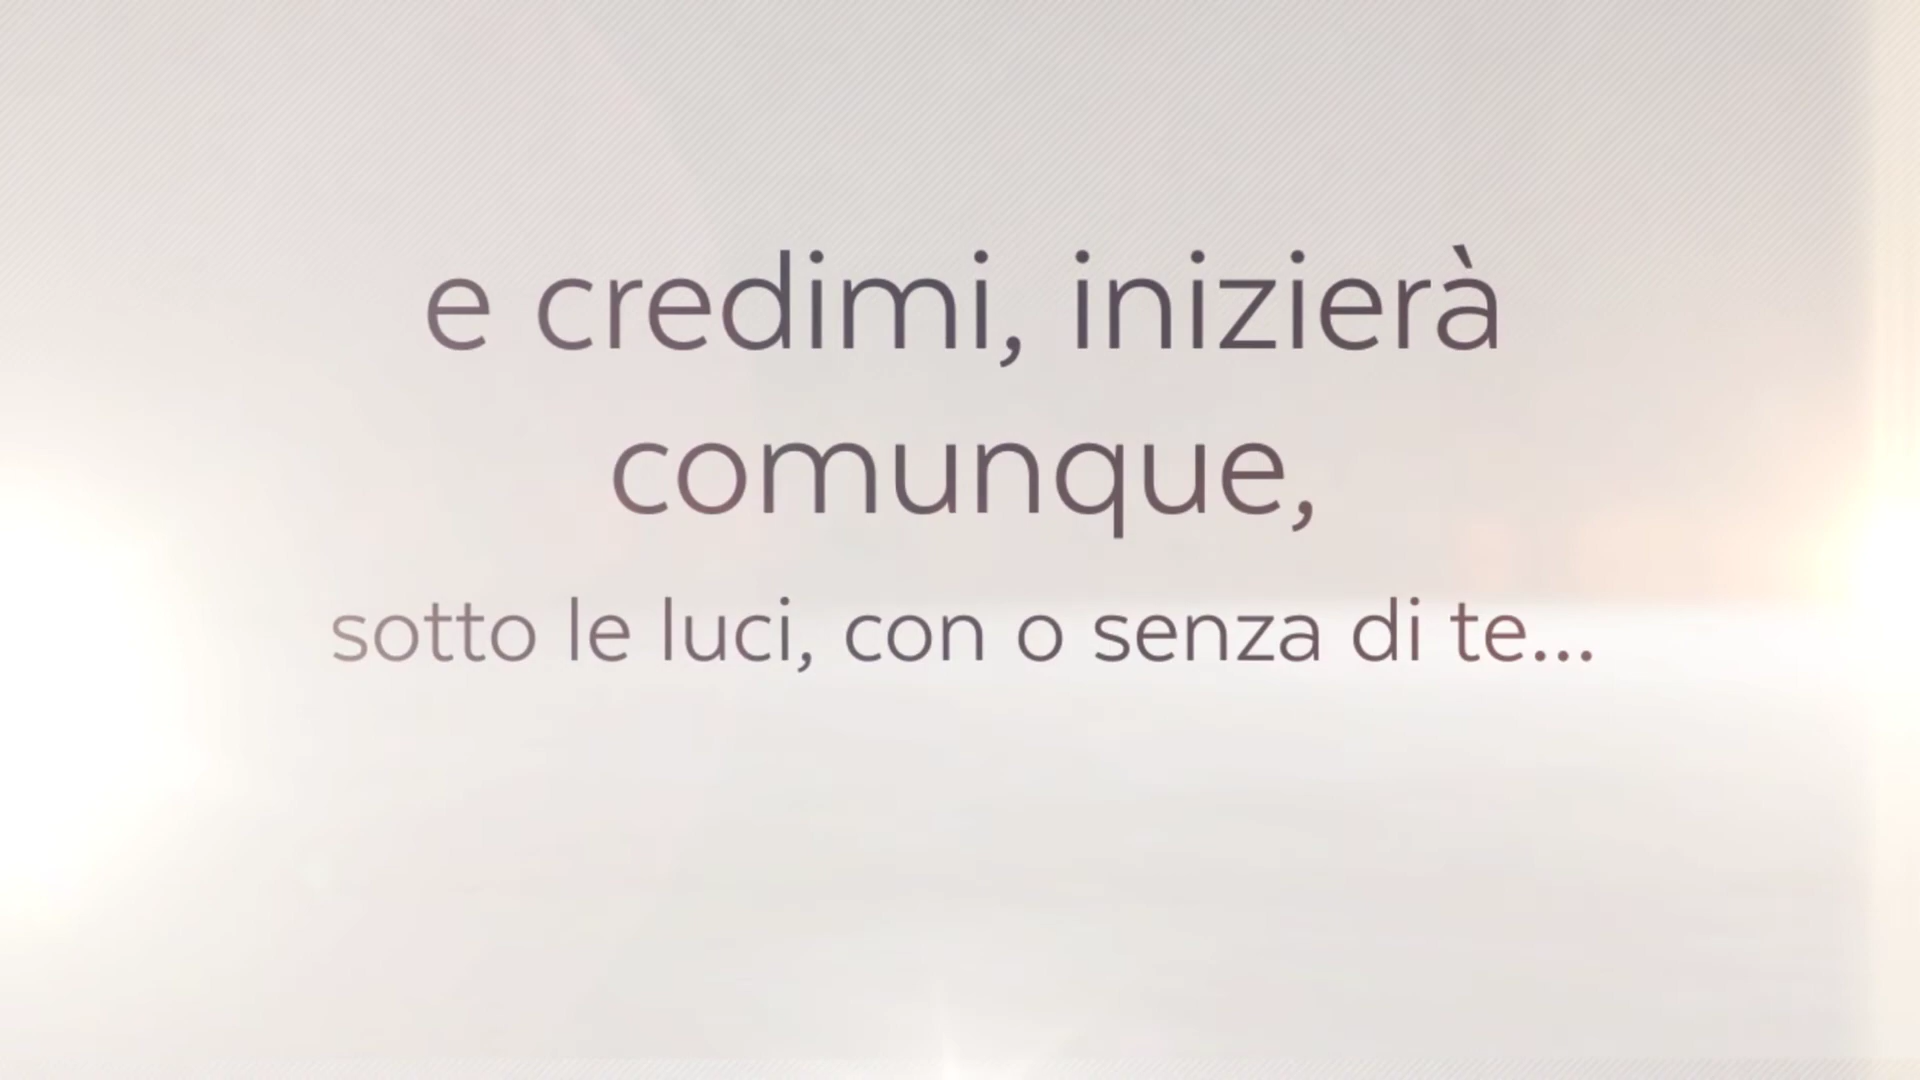 e credimi, inizierà
comunque,
sotto le luci, con o senza di te...